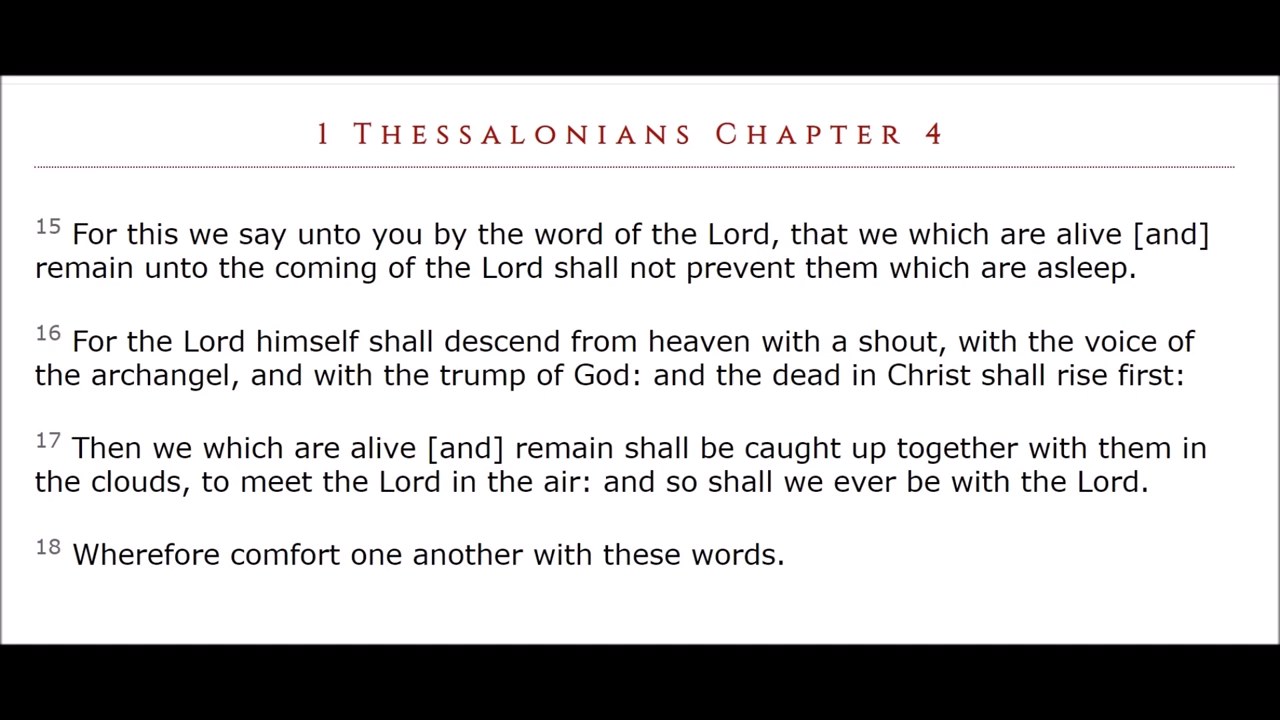 1 Thessalonians Chapter 4
15 For this we say unto you by the word of the Lord, that we which are alive [and]
remain unto the coming of the Lord shall not prevent them which are asleep.
16 For the Lord himself shall descend from heaven with a shout, with the voice of
the archangel, and with the trump of God: and the dead in Christ shall rise first:
17 Then we which are alive [and] remain shall be caught up together with them in
the clouds, to meet the Lord in the air: and so shall we ever be with the Lord.
18 Wherefore comfort one another with these words.